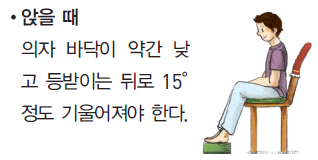 • 앉을 때
의자 바닥이 약간 낮
고 등받이는 뒤로 15°
정도 기울어져야 한다.